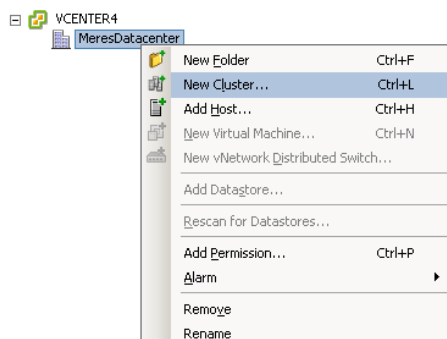 VCENTER4
MeresDatacenter
New Folder Ctrl+F
New Cluster... Ctrl+L
Add Host... Ctrl+H
New Virtual Machine... Ctrl+N
New vNetwork Distributed Switch...
Add Datastore...
Rescan for Datastores...
Add Permission... Ctrl+P
Alarm
Remove
Rename